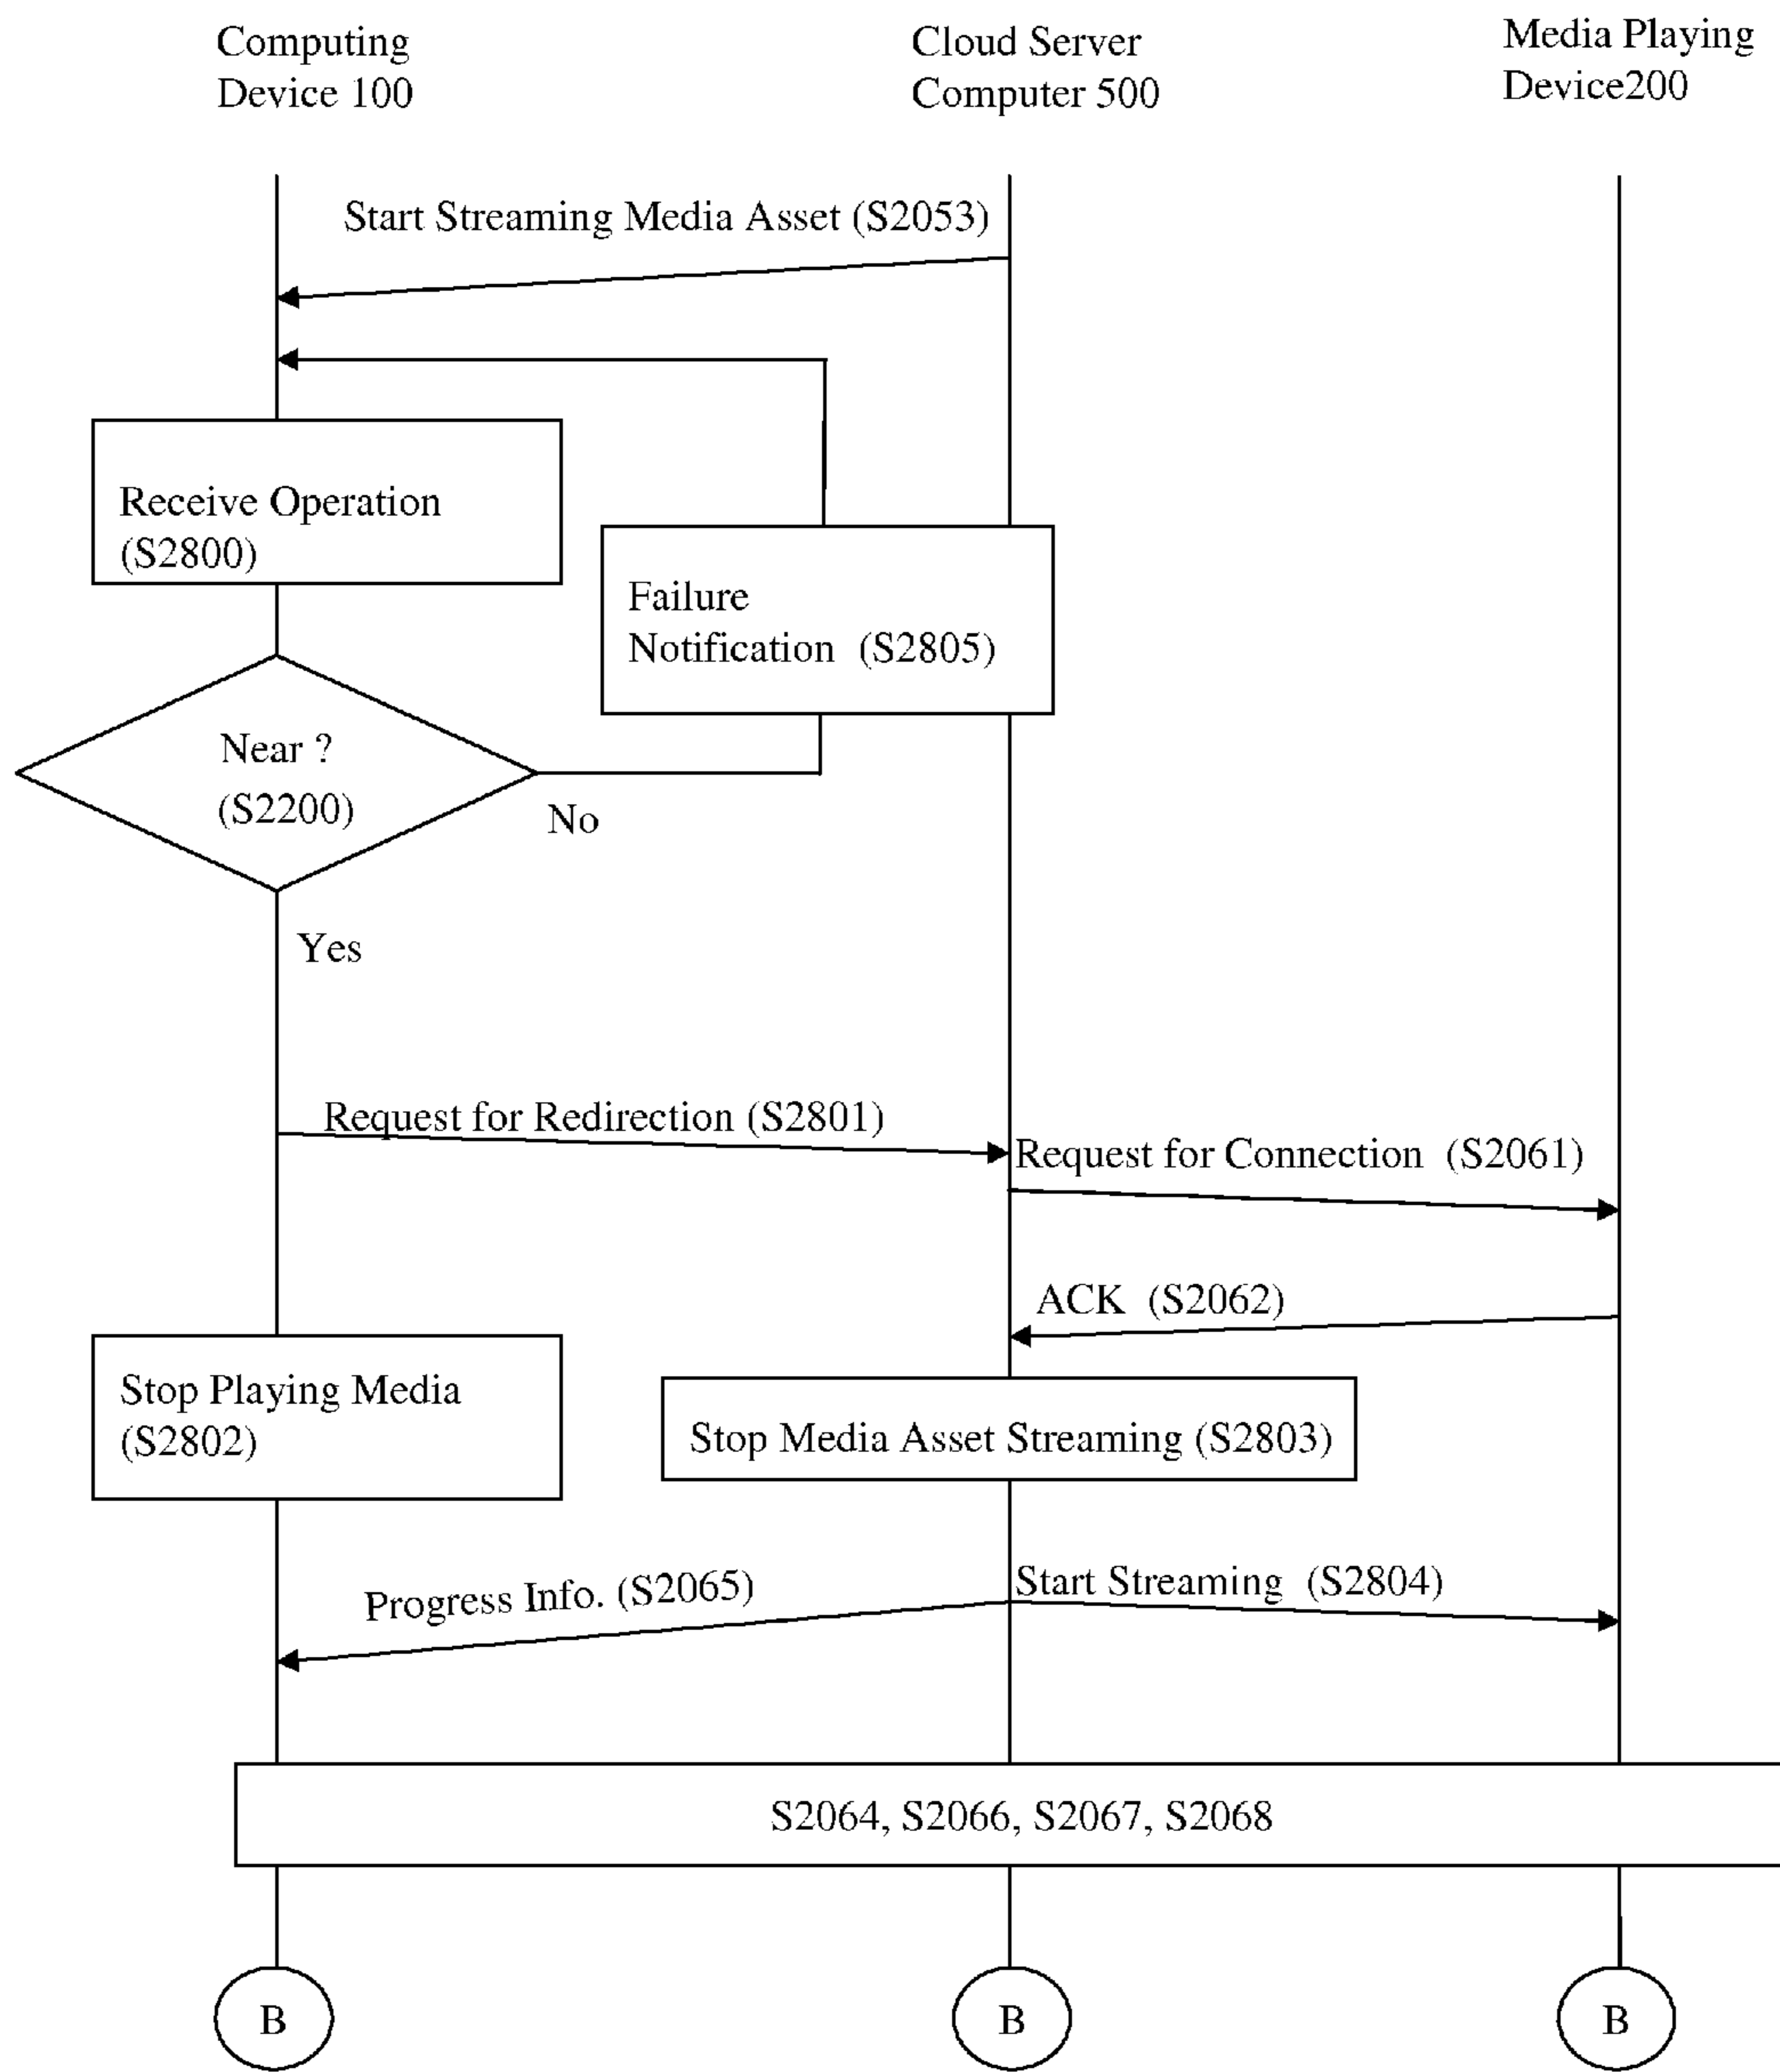 Computing
Device 100
Cloud Server
Computer 500
Media Playing
Device200
Start Streaming Media Asset (S2053)
Receive Operation
(S2800)
Failure
Notification (S2805)
Near ?
(S2200)
No
Yes
Request for Redirection (S2801)
Request for Connection (S2061)
ACK (S2062)
Stop Playing Media
(S2802)
Stop Media Asset Streaming (S2803)
Progress Info. (S2065)
Start Streaming (S2804)
S2064, S2066, S2067, S2068
B
B
B